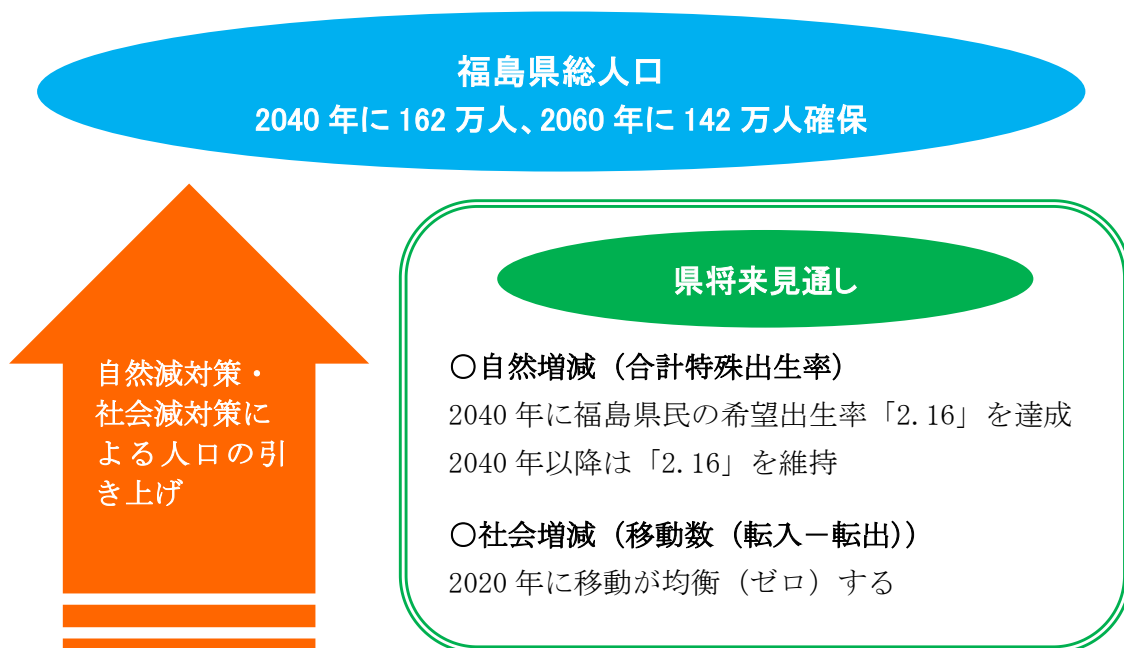 福島県総人口
2040 年に 162 万人、2060 年に 142 万人確保
県将来見通し
自然減対策・
社会減対策に
よる人口の引
き上げ
○自然増減（合計特殊出生率）
2040 年に福島県民の希望出生率「2.16」を達成
2040 年以降は「2.16」を維持
○社会増減（移動数（転入－転出））
2020 年に移動が均衡（ゼロ）する